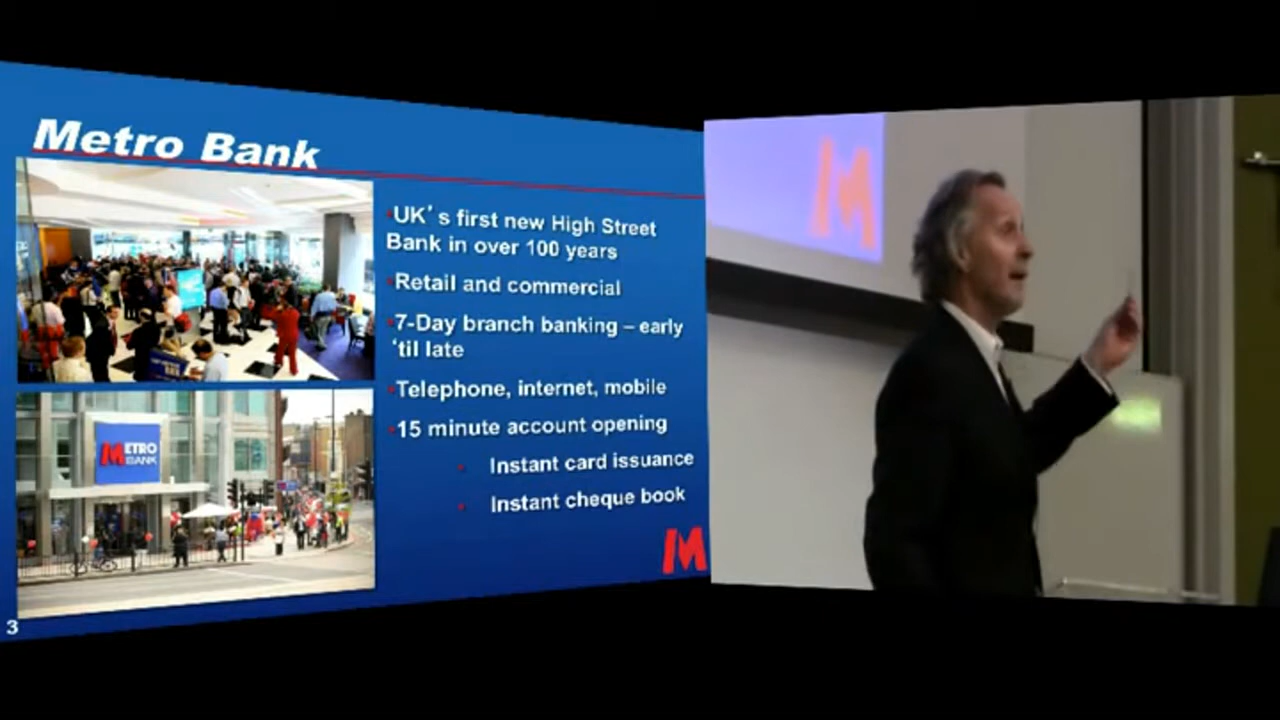 Metro Bank
UK's first new High Street
Bank in over 100 years
Retail and commercial
7-Day branch banking – early
‘til late
Telephone, internet, mobile
15 minute account opening
Instant card issuance
Instant cheque book
METRO
BANK
M
3
M